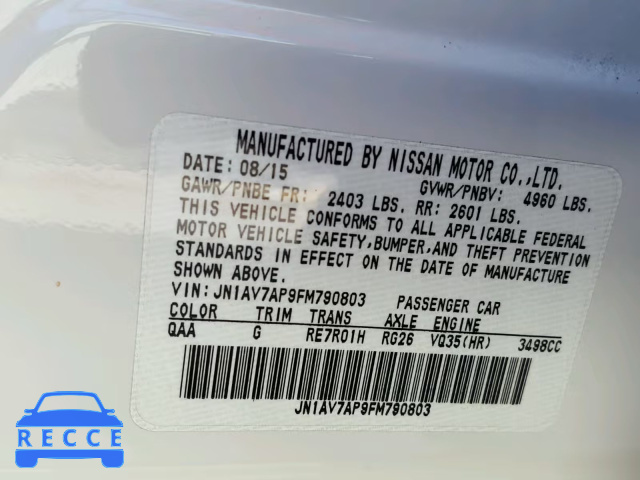 MANUFACTURED BY NISSAN MOTOR CO.,LTD.
DATE: 08/15 GVWR/PNBV: 4960 LBS.
GAWR/PNBE FR: 2403 LBS. RR: 2601 LBS.
THIS VEHICLE CONFORMS TO ALL APPLICABLE FEDERAL
MOTOR VEHICLE SAFETY,BUMPER,AND THEFT PREVENTION
STANDARDS IN EFFECT ON THE DATE OF MANUFACTURE
SHOWN ABOVE.
VIN: JN1AV7AP9FM790803 PASSENGER CAR
COLOR TRIM TRANS AXLE ENGINE
QAA G RE7R01H RG26 VQ35(HR) 3498CC
JN1AV7AP9FM790803
RECCE